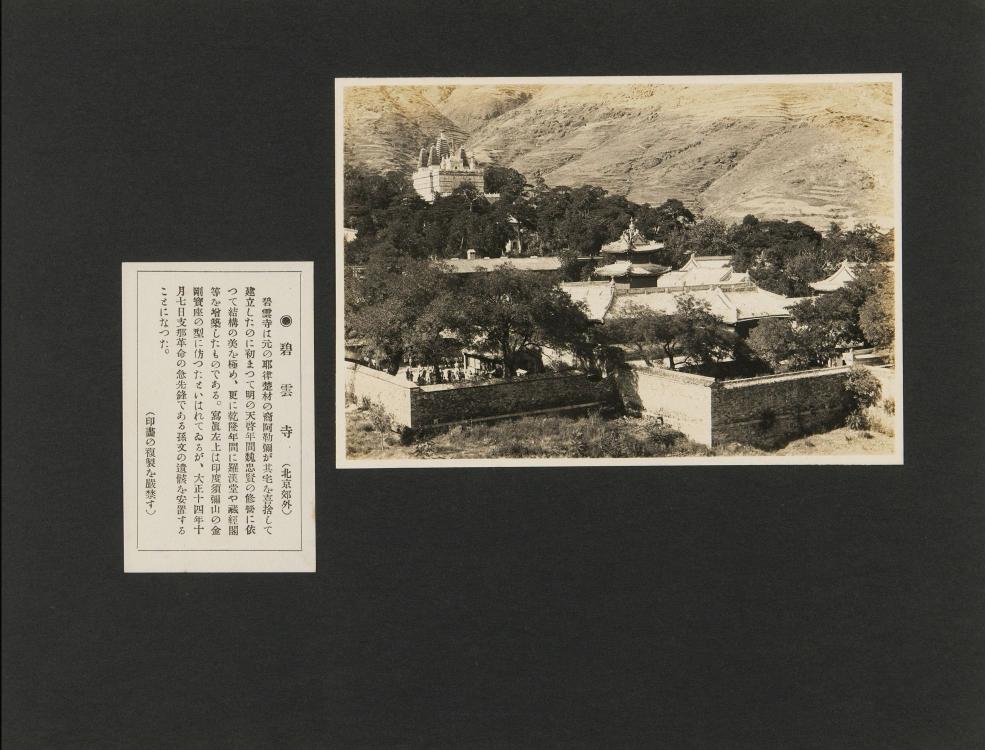 ◉碧雲寺（北京郊外）
碧雲寺は元の耶律楚材の裔阿勒彌が其宅を喜捨して
建立したのに初まつて明の天啓年間魏忠賢の修營に依
つて結構の美を極め、更に乾隆年間に羅漢堂や藏經閣
等を增築したものである。寫眞左上は印度須彌山の金
剛寶座の型に仿つたといはれてゐるが、大正十四年十
月七日支那革命の急先鋒である孫文の遺骸を安置する
ことになつた。
（印畫の複製を嚴禁す）